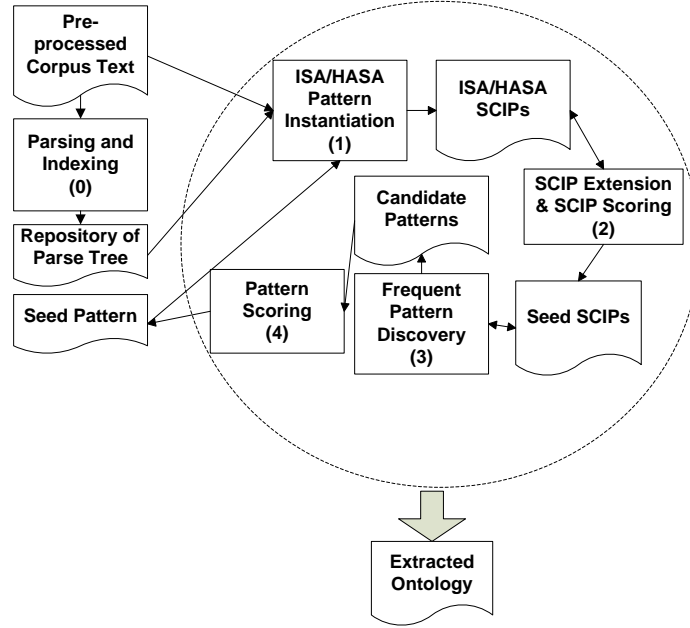 Pre-
processed
Corpus Text
Parsing and
Indexing
(0)
Repository of
Parse Tree
Seed Pattern
ISA/HASA
Pattern
Instantiation
(1)
ISA/HASA
SCIPs
SCIP Extension
& SCIP Scoring
(2)
Candidate
Patterns
Pattern
Scoring
(4)
Frequent
Pattern
Discovery
(3)
Seed SCIPs
Extracted
Ontology